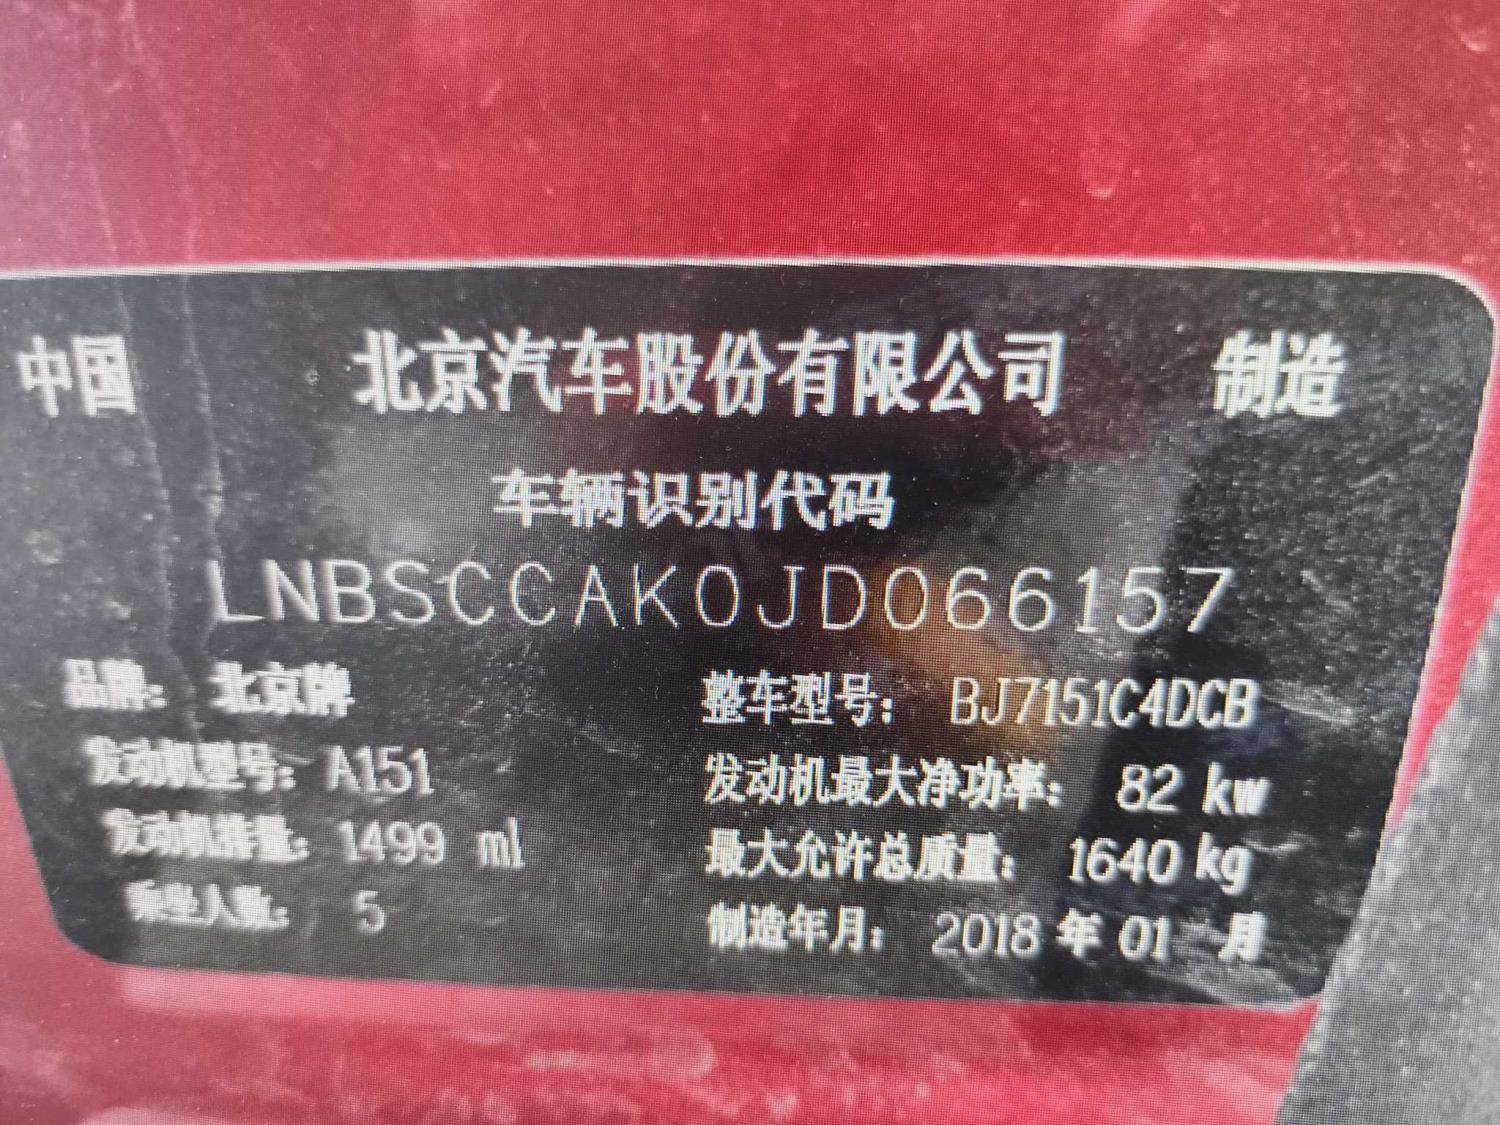 中国 北京汽车股份有限公司 制造
车辆识别代码
LNBSCCAK0JD066157
品牌: 北京牌 整车型号: BJ7151C4DCB
发动机型号: A151 发动机最大净功率: 82 kw
发动机排量: 1499 ml 最大允许总质量: 1640 kg
乘坐人数: 5 制造年月: 2018 年 01 月